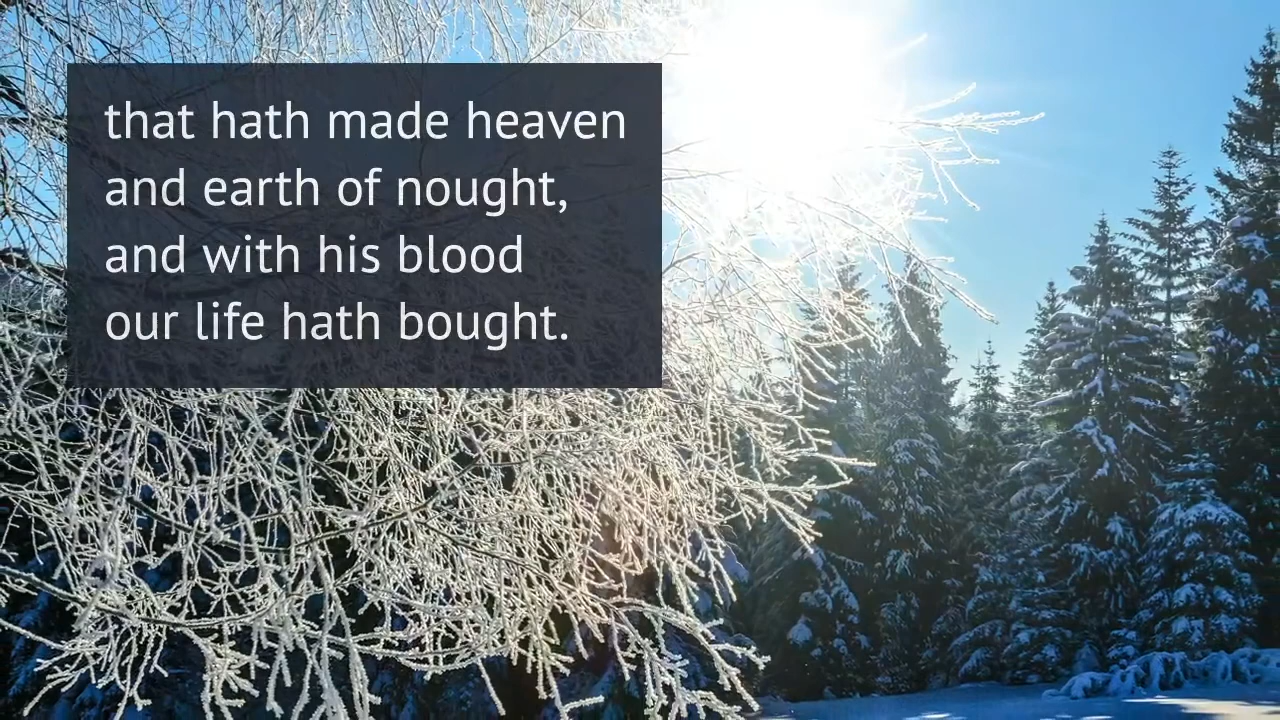 that hath made heaven
and earth of nought,
and with his blood
our life hath bought.